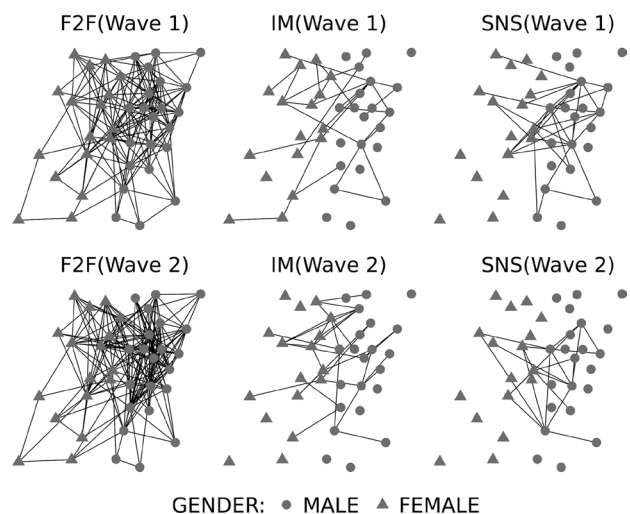 F2F(Wave 1) IM(Wave 1) SNS(Wave 1)
F2F(Wave 2) IM(Wave 2) SNS(Wave 2)
GENDER: MALE FEMALE